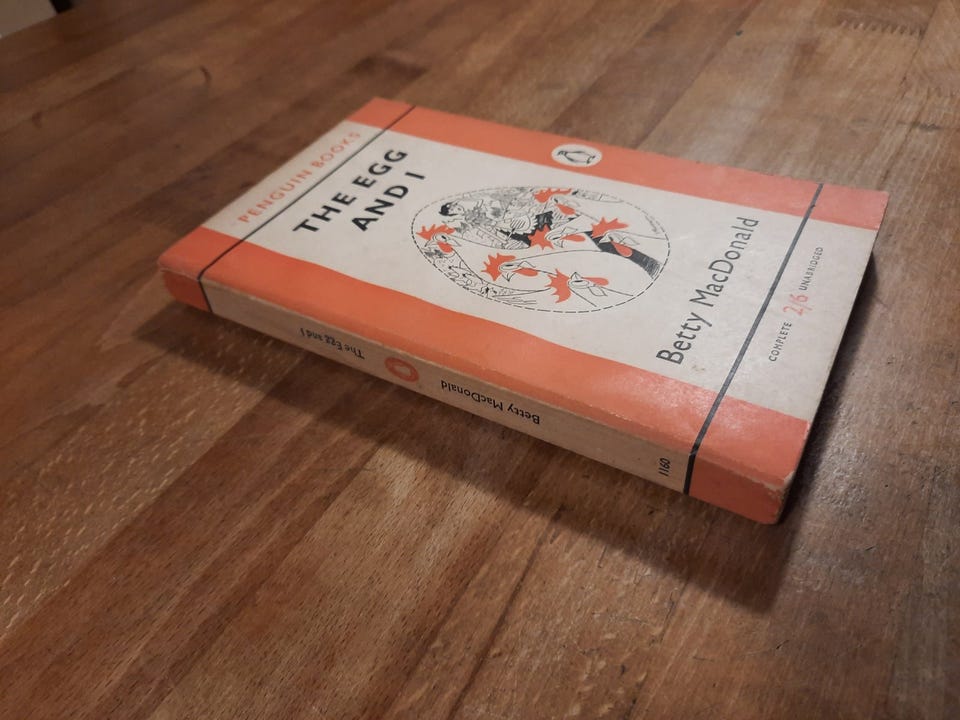 PENGUIN BOOKS
THE EGG
AND I
Betty MacDonald
COMPLETE 2/6 UNABRIDGED
The Egg and I
Betty MacDonald
1160